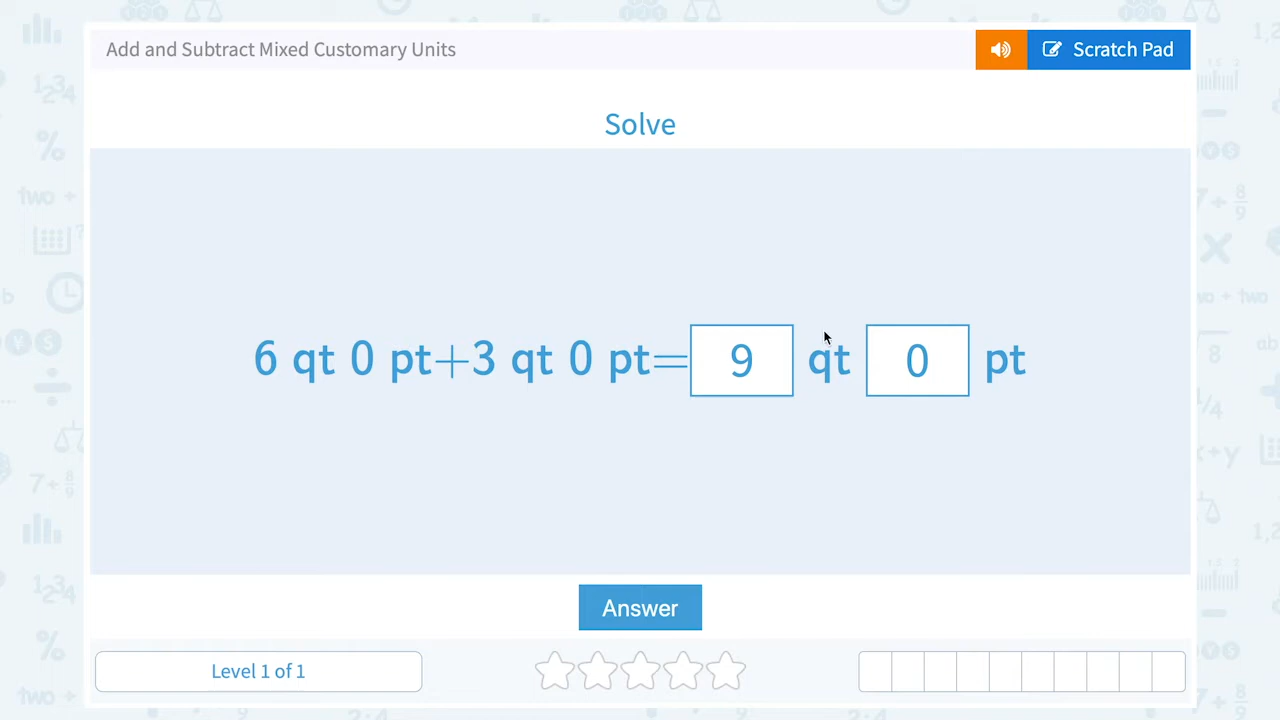 Add and Subtract Mixed Customary Units
Scratch Pad
Solve
6 qt 0 pt+3 qt 0 pt= 9 qt 0 pt
Answer
Level 1 of 1